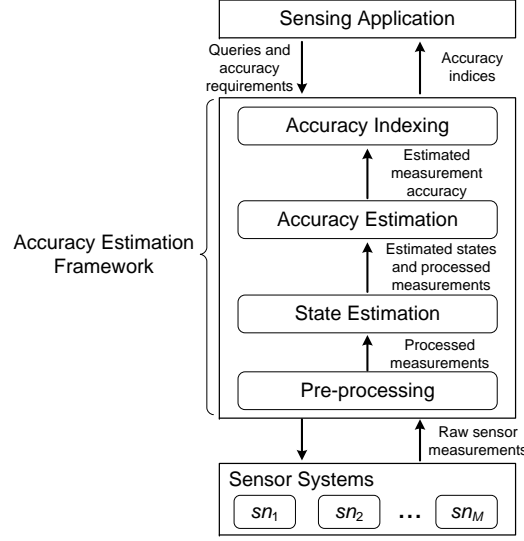 Sensing Application
Queries and
accuracy
requirements
Accuracy
indices
Accuracy Indexing
Estimated
measurement
accuracy
Accuracy Estimation
Accuracy Estimation
Framework
Estimated states
and processed
measurements
State Estimation
Processed
measurements
Pre-processing
Raw sensor
measurements
Sensor Systems
sn1 sn2 ... snM